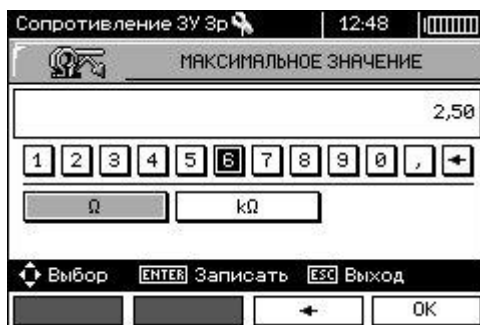 Сопротивление ЗУ 3p 12:48
МАКСИМАЛЬНОЕ ЗНАЧЕНИЕ
2,50
1 2 3 4 5 6 7 8 9 0 , ←
Ω kΩ
Выбор ENTER Записать ESC Выход
← OK